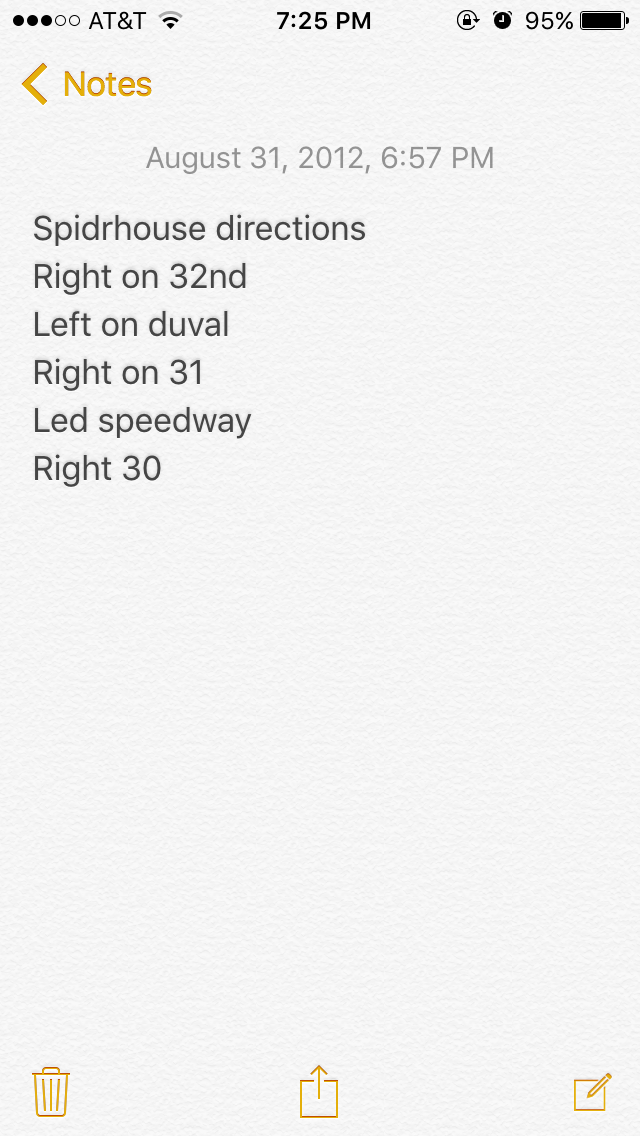 AT&T 7:25 PM 95%
Notes
August 31, 2012, 6:57 PM
Spidrhouse directions
Right on 32nd
Left on duval
Right on 31
Led speedway
Right 30